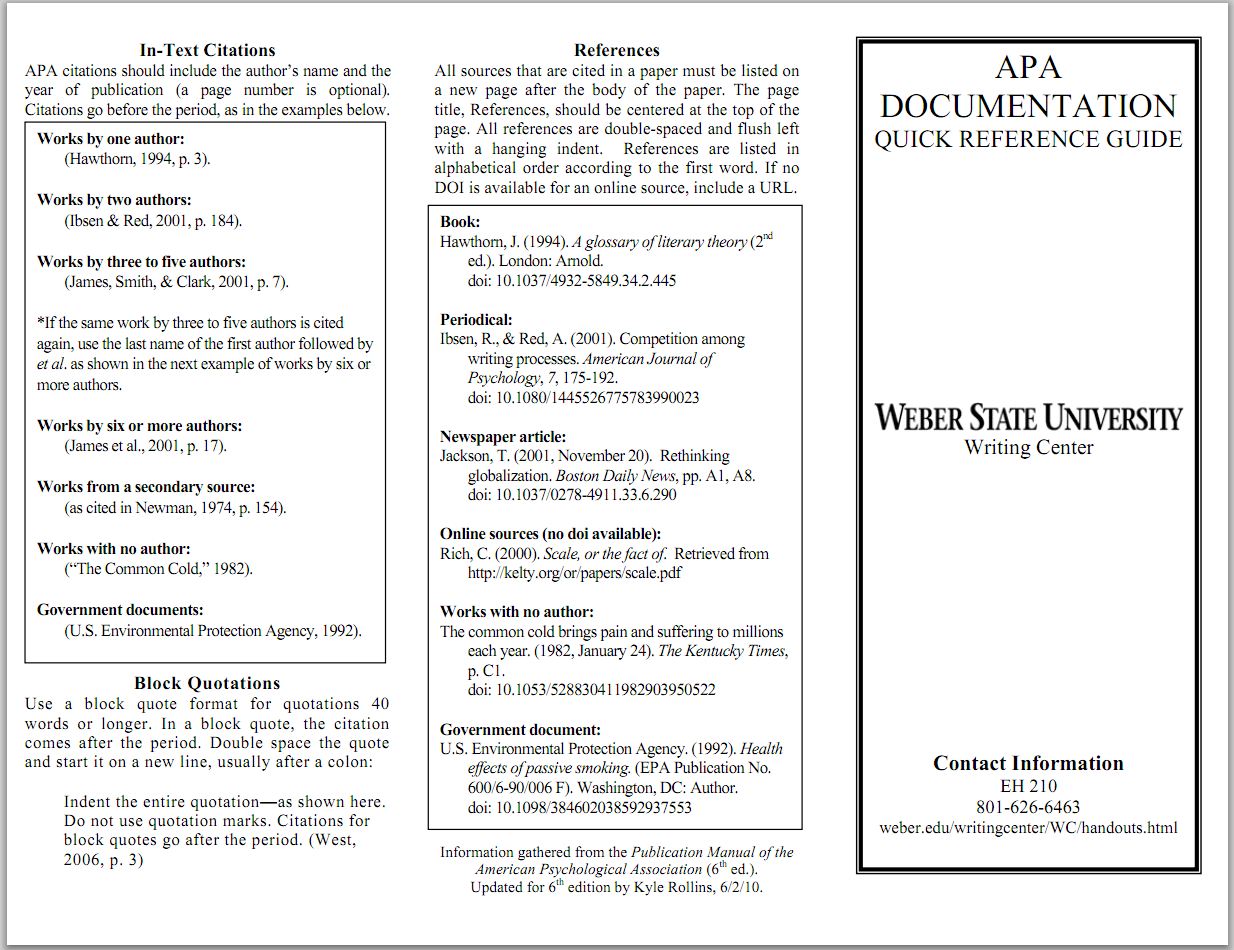 In-Text Citations
APA citations should include the author's name and the
year of publication (a page number is optional).
Citations go before the period, as in the examples below.
Works by one author:
(Hawthorn, 1994, p. 3).
Works by two authors:
(Ibsen & Red, 2001, p. 184).
Works by three to five authors:
(James, Smith, & Clark, 2001, p. 7).
*If the same work by three to five authors is cited
again, use the last name of the first author followed by
et al. as shown in the next example of works by six or
more authors.
Works by six or more authors:
(James et al., 2001, p. 17).
Works from a secondary source:
(as cited in Newman, 1974, p. 154).
Works with no author:
(“The Common Cold,” 1982).
Government documents:
(U.S. Environmental Protection Agency, 1992).
Block Quotations
Use a block quote format for quotations 40
words or longer. In a block quote, the citation
comes after the period. Double space the quote
and start it on a new line, usually after a colon:
Indent the entire quotation—as shown here.
Do not use quotation marks. Citations for
block quotes go after the period. (West,
2006, p. 3)
References
All sources that are cited in a paper must be listed on
a new page after the body of the paper. The page
title, References, should be centered at the top of the
page. All references are double-spaced and flush left
with a hanging indent. References are listed in
alphabetical order according to the first word. If no
DOI is available for an online source, include a URL.
Book:
Hawthorn, J. (1994). A glossary of literary theory (2nd
ed.). London: Arnold.
doi: 10.1037/4932-5849.34.2.445
Periodical:
Ibsen, R., & Red, A. (2001). Competition among
writing processes. American Journal of
Psychology, 7, 175-192.
doi: 10.1080/1445526775783990023
Newspaper article:
Jackson, T. (2001, November 20). Rethinking
globalization. Boston Daily News, pp. A1, A8.
doi: 10.1037/0278-4911.33.6.290
Online sources (no doi available):
Rich, C. (2000). Scale, or the fact of. Retrieved from
http://kelty.org/or/papers/scale.pdf
Works with no author:
The common cold brings pain and suffering to millions
each year. (1982, January 24). The Kentucky Times,
p. C1.
doi: 10.1053/528830411982903950522
Government document:
U.S. Environmental Protection Agency. (1992). Health
effects of passive smoking. (EPA Publication No.
600/6-90/006 F). Washington, DC: Author.
doi: 10.1098/384602038592937553
Information gathered from the Publication Manual of the
American Psychological Association (6th ed.).
Updated for 6th edition by Kyle Rollins, 6/2/10.
APA
DOCUMENTATION
QUICK REFERENCE GUIDE
WEBER STATE UNIVERSITY
Writing Center
Contact Information
EH 210
801-626-6463
weber.edu/writingcenter/WC/handouts.html